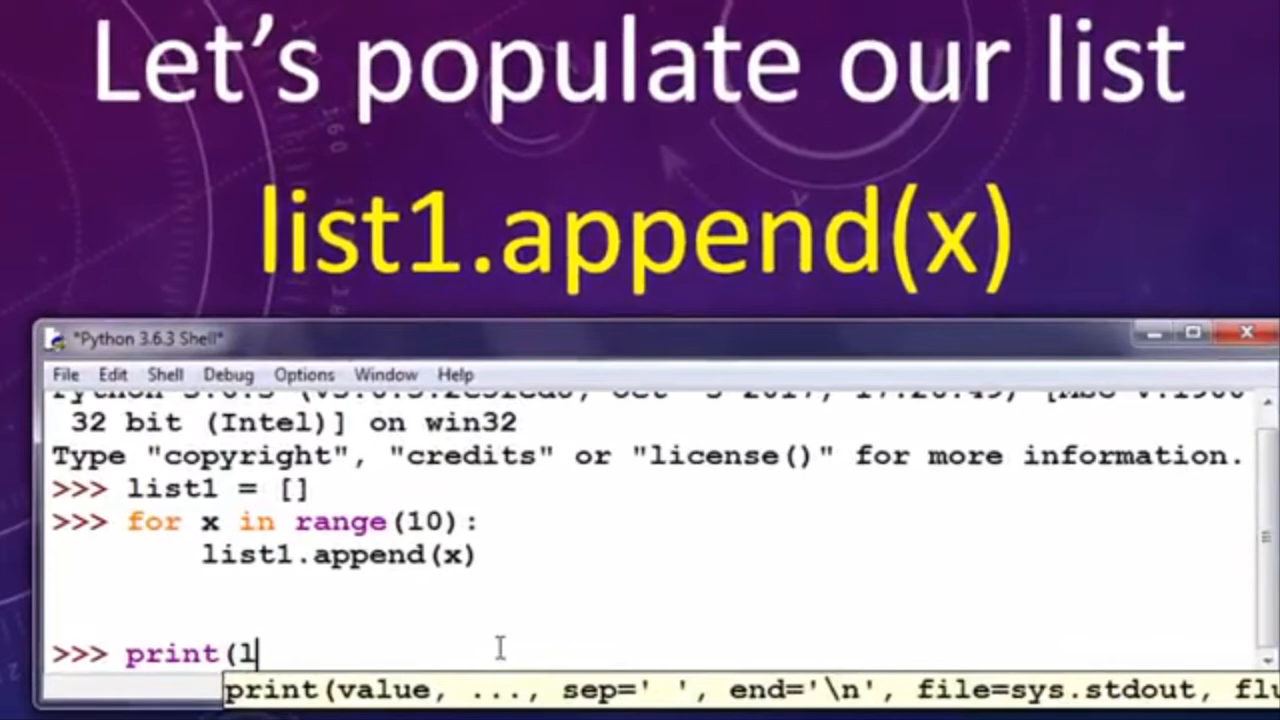 Let's populate our list
list1.append(x)
*Python 3.6.3 Shell*
File Edit Shell Debug Options Window Help
32 bit (Intel)] on win32
Type "copyright", "credits" or "license()" for more information.
>>> list1 = []
>>> for x in range(10):
list1.append(x)
>>> print(l
print(value, ..., sep=' ', end='\n', file=sys.stdout, flu
160